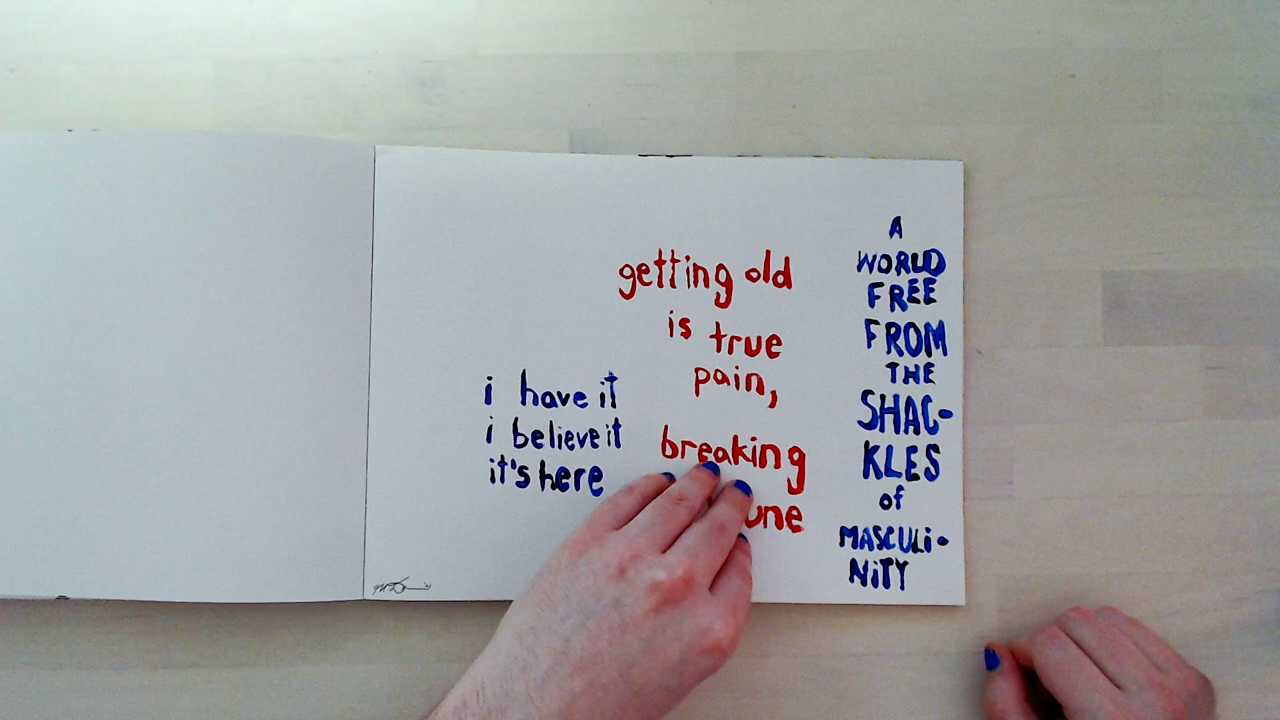 i have it
i believe it
it's here
getting old
is true
pain,
breaking
A
WORLD
FREE
FROM
THE
SHAC-
KLES
of
MASCULi-
NiTY